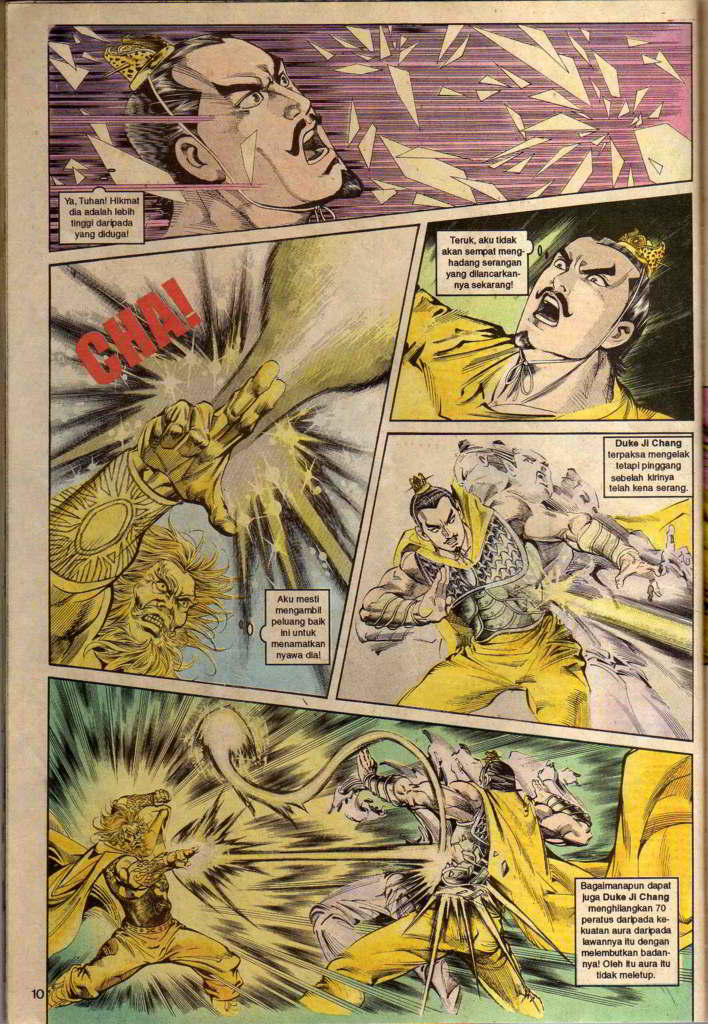 Ya, Tuhan! Hikmat
dia adalah lebih
tinggi daripada
yang diduga!
Teruk, aku tidak
akan sempat meng-
hadang serangan
yang dilancarkan-
nya sekarang!
CHA!
Aku mesti
mengambil
peluang baik
ini untuk
menamatkan
nyawa dia!
Duke Ji Chang
terpaksa mengelak
tetapi pinggang
sebelah kirinya
telah kena serang.
Bagaimanapun dapat
juga Duke Ji Chang
menghilangkan 70
peratus daripada ke-
kuatan aura daripada
lawannya itu dengan
melembutkan badan-
nya! Oleh itu aura itu
tidak meletup.
10